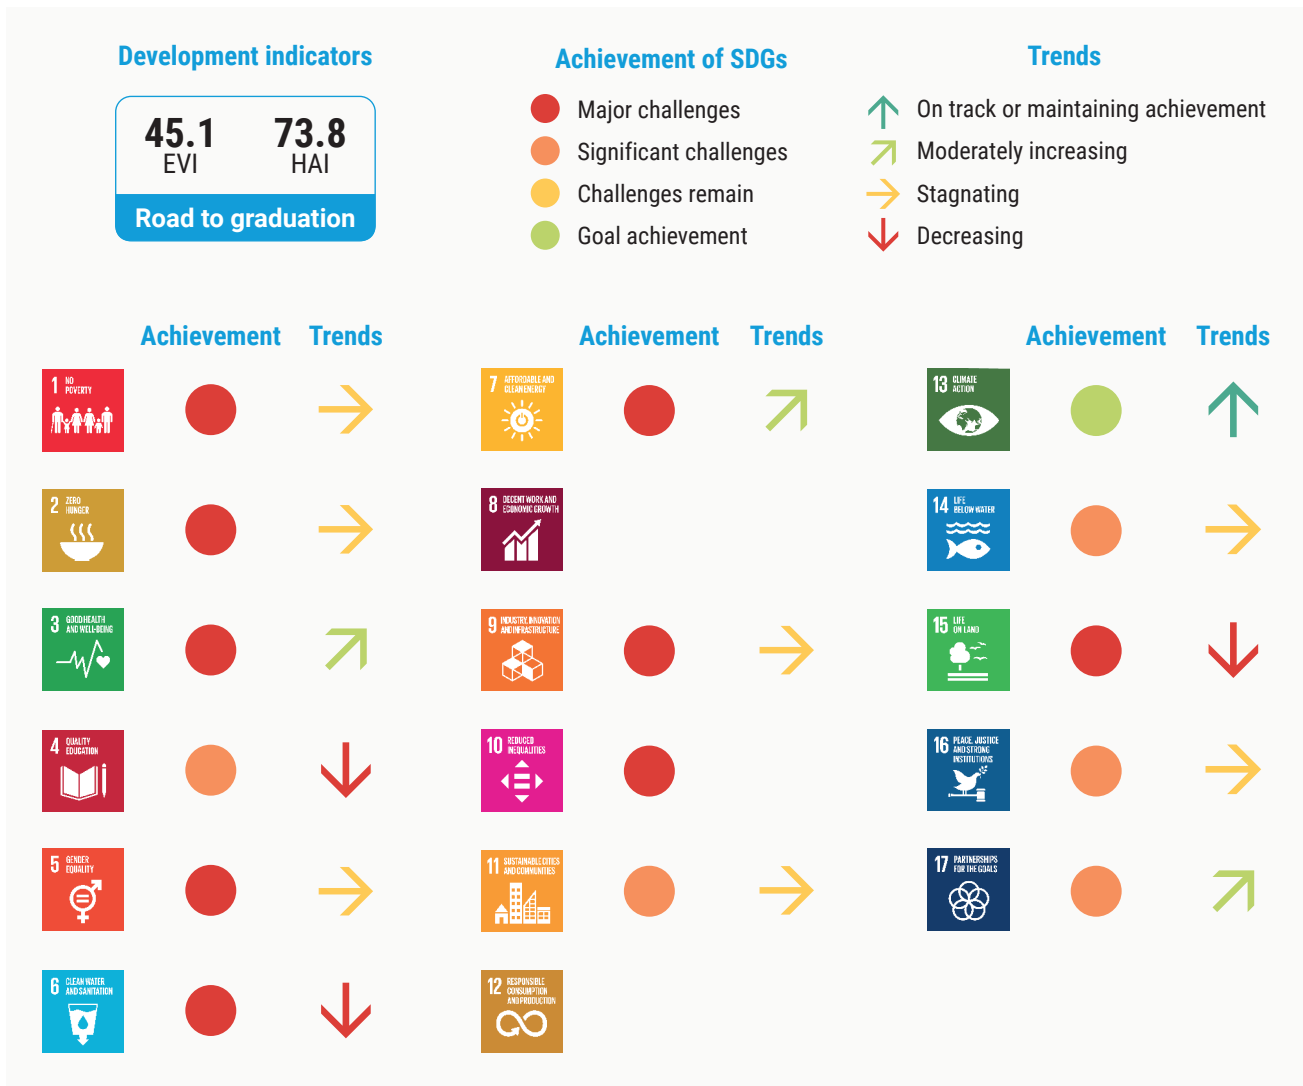 Development indicators
45.1 73.8
EVI HAI
Road to graduation
Achievement of SDGs
Major challenges
Significant challenges
Challenges remain
Goal achievement
Trends
On track or maintaining achievement
Moderately increasing
Stagnating
Decreasing
Achievement Trends
1 NO
POVERTY
2 ZERO
HUNGER
3 GOOD HEALTH
AND WELL-BEING
4 QUALITY
EDUCATION
5 GENDER
EQUALITY
6 CLEAN WATER
AND SANITATION
Achievement Trends
7 AFFORDABLE AND
CLEAN ENERGY
8 DECENT WORK AND
ECONOMIC GROWTH
9 INDUSTRY, INNOVATION
AND INFRASTRUCTURE
10 REDUCED
INEQUALITIES
11 SUSTAINABLE CITIES
AND COMMUNITIES
12 RESPONSIBLE
CONSUMPTION
AND PRODUCTION
Achievement Trends
13 CLIMATE
ACTION
14 LIFE
BELOW WATER
15 LIFE
ON LAND
16 PEACE, JUSTICE
AND STRONG
INSTITUTIONS
17 PARTNERSHIPS
FOR THE GOALS